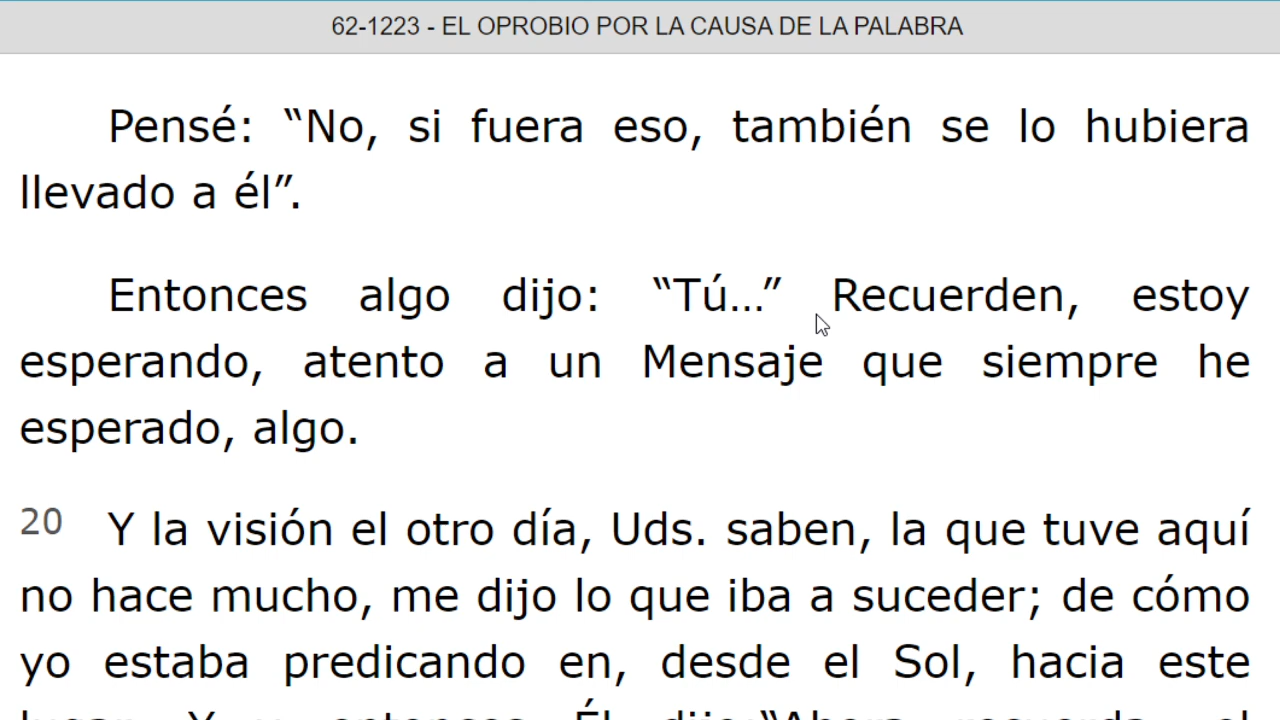 62-1223 - EL OPROBIO POR LA CAUSA DE LA PALABRA
Pensé: “No, si fuera eso, también se lo hubiera
llevado a él”.
Entonces algo dijo: “Tú...” Recuerden, estoy
esperando, atento a un Mensaje que siempre he
esperado, algo.
20 Y la visión el otro día, Uds. saben, la que tuve aquí
no hace mucho, me dijo lo que iba a suceder; de cómo
yo estaba predicando en, desde el Sol, hacia este